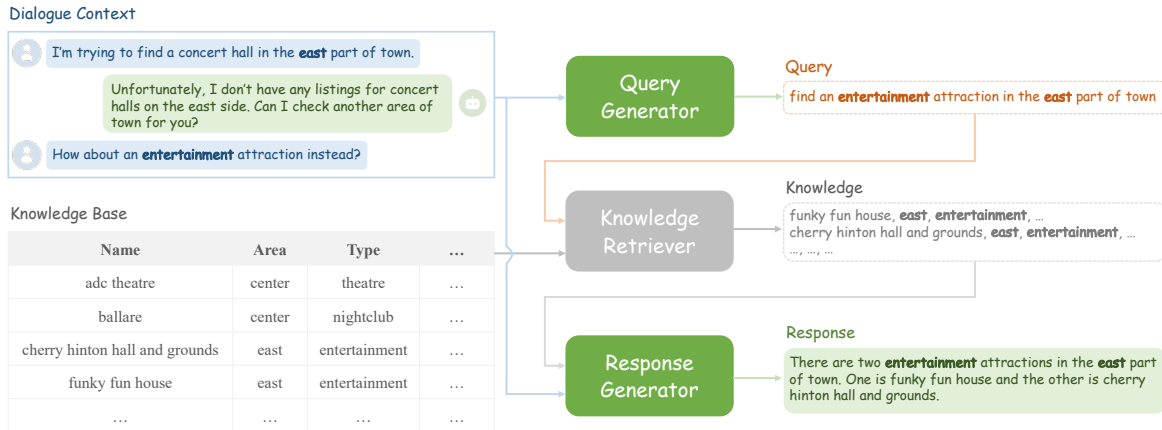 Dialogue Context
I'm trying to find a concert hall in the east part of town.
Unfortunately, I don't have any listings for concert
halls on the east side. Can I check another area of
town for you?
How about an entertainment attraction instead?
Knowledge Base
Name Area Type ...
adc theatre center theatre ...
ballare center nightclub ...
cherry hinton hall and grounds east entertainment ...
funky fun house east entertainment ...
... ... ... ...
Query
Generator
Knowledge
Retriever
Response
Generator
Query
find an entertainment attraction in the east part of town
Knowledge
funky fun house, east, entertainment, ...
cherry hinton hall and grounds, east, entertainment, ...
..., ..., ...
Response
There are two entertainment attractions in the east part
of town. One is funky fun house and the other is cherry
hinton hall and grounds.